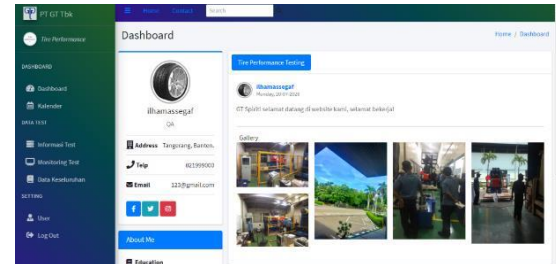 PT GT Tbk
Home Contact Search
Tire Performance
DASHBOARD
Dashboard
Kalender
DATA TEST
Informasi Test
Monitoring Test
Data Keseluruhan
SETTING
User
Log Out
Dashboard
Home / Dashboard
ilhamassegaf
QA
Address Tangerang, Banten.
Telp
Email 123@gmail.com
About Me
Education
Tire Performance Testing
ilhamassegaf
GT Spirit! selamat datang di website kami, selamat bekerja!
Gallery